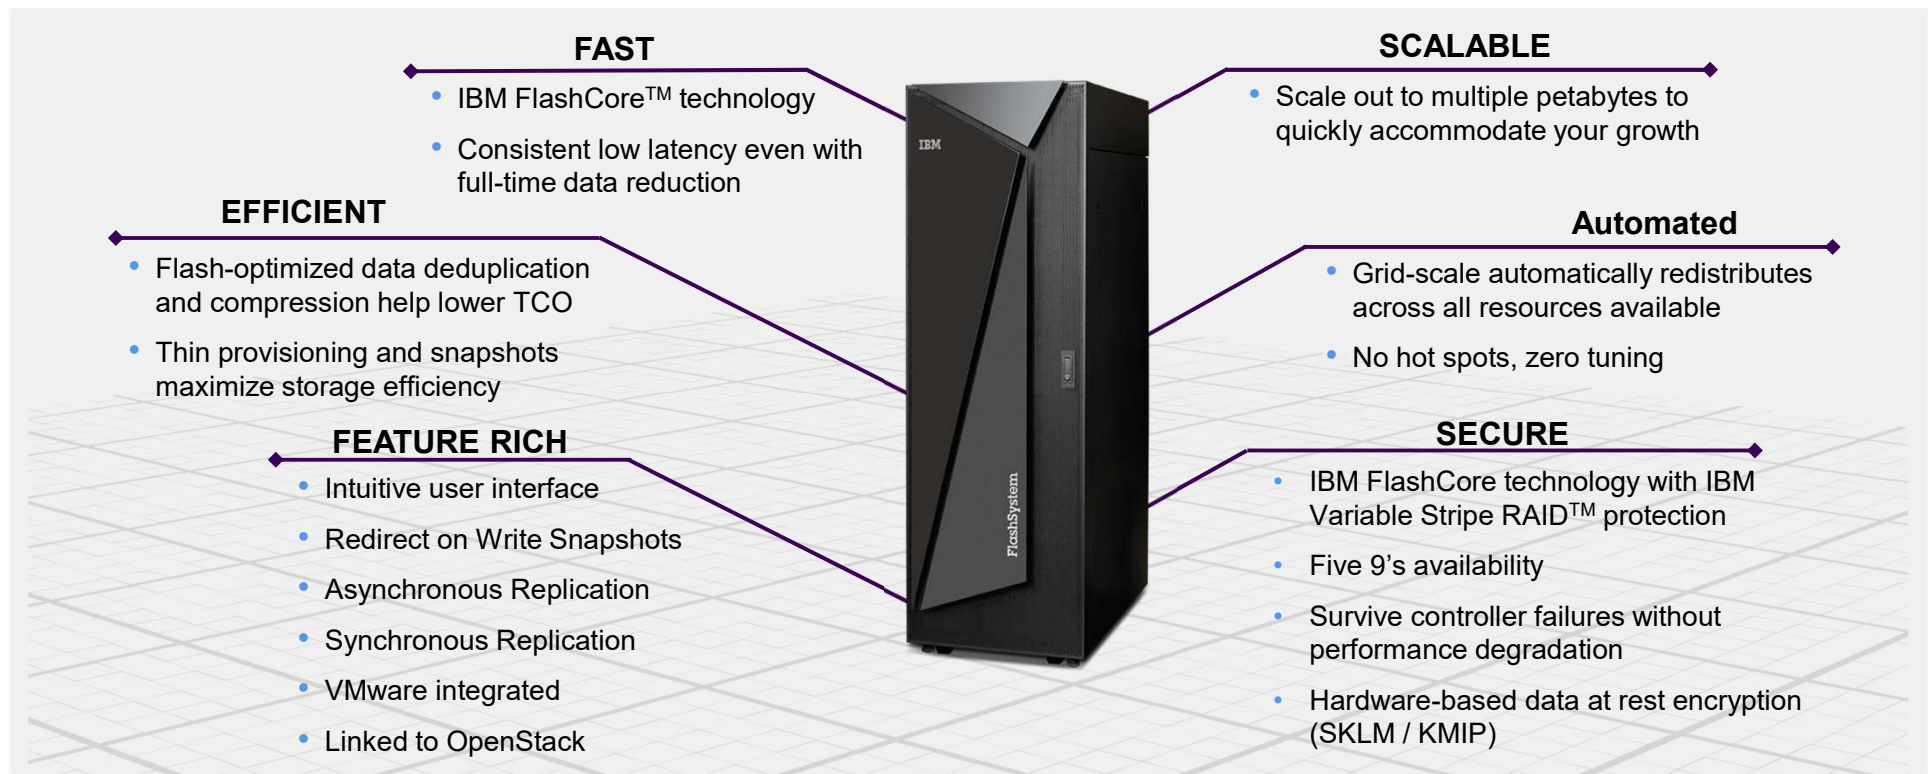 FAST
IBM FlashCore™ technology
Consistent low latency even with
full-time data reduction
EFFICIENT
Flash-optimized data deduplication
and compression help lower TCO
Thin provisioning and snapshots
maximize storage efficiency
FEATURE RICH
Intuitive user interface
Redirect on Write Snapshots
Asynchronous Replication
Synchronous Replication
VMware integrated
Linked to OpenStack
IBM
FlashSystem
SCALABLE
Scale out to multiple petabytes to
quickly accommodate your growth
Automated
Grid-scale automatically redistributes
across all resources available
No hot spots, zero tuning
SECURE
IBM FlashCore technology with IBM
Variable Stripe RAID™ protection
Five 9’s availability
Survive controller failures without
performance degradation
Hardware-based data at rest encryption
(SKLM / KMIP)